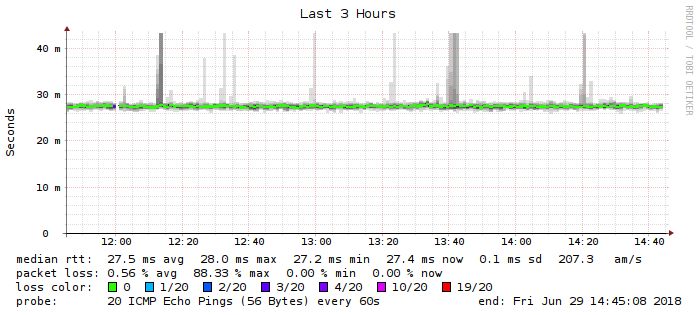 Last 3 Hours
RRDTOOL / TOBI OETIKER
Seconds
40 m
30 m
20 m
10 m
0
12:00 12:20 12:40 13:00 13:20 13:40 14:00 14:20 14:40
median rtt: 27.5 ms avg 28.0 ms max 27.2 ms min 27.4 ms now 0.1 ms sd 207.3 am/s
packet loss: 0.56 % avg 88.33 % max 0.00 % min 0.00 % now
loss color: 0 1/20 2/20 3/20 4/20 10/20 19/20
probe: 20 ICMP Echo Pings (56 Bytes) every 60s end: Fri Jun 29 14:45:08 2018